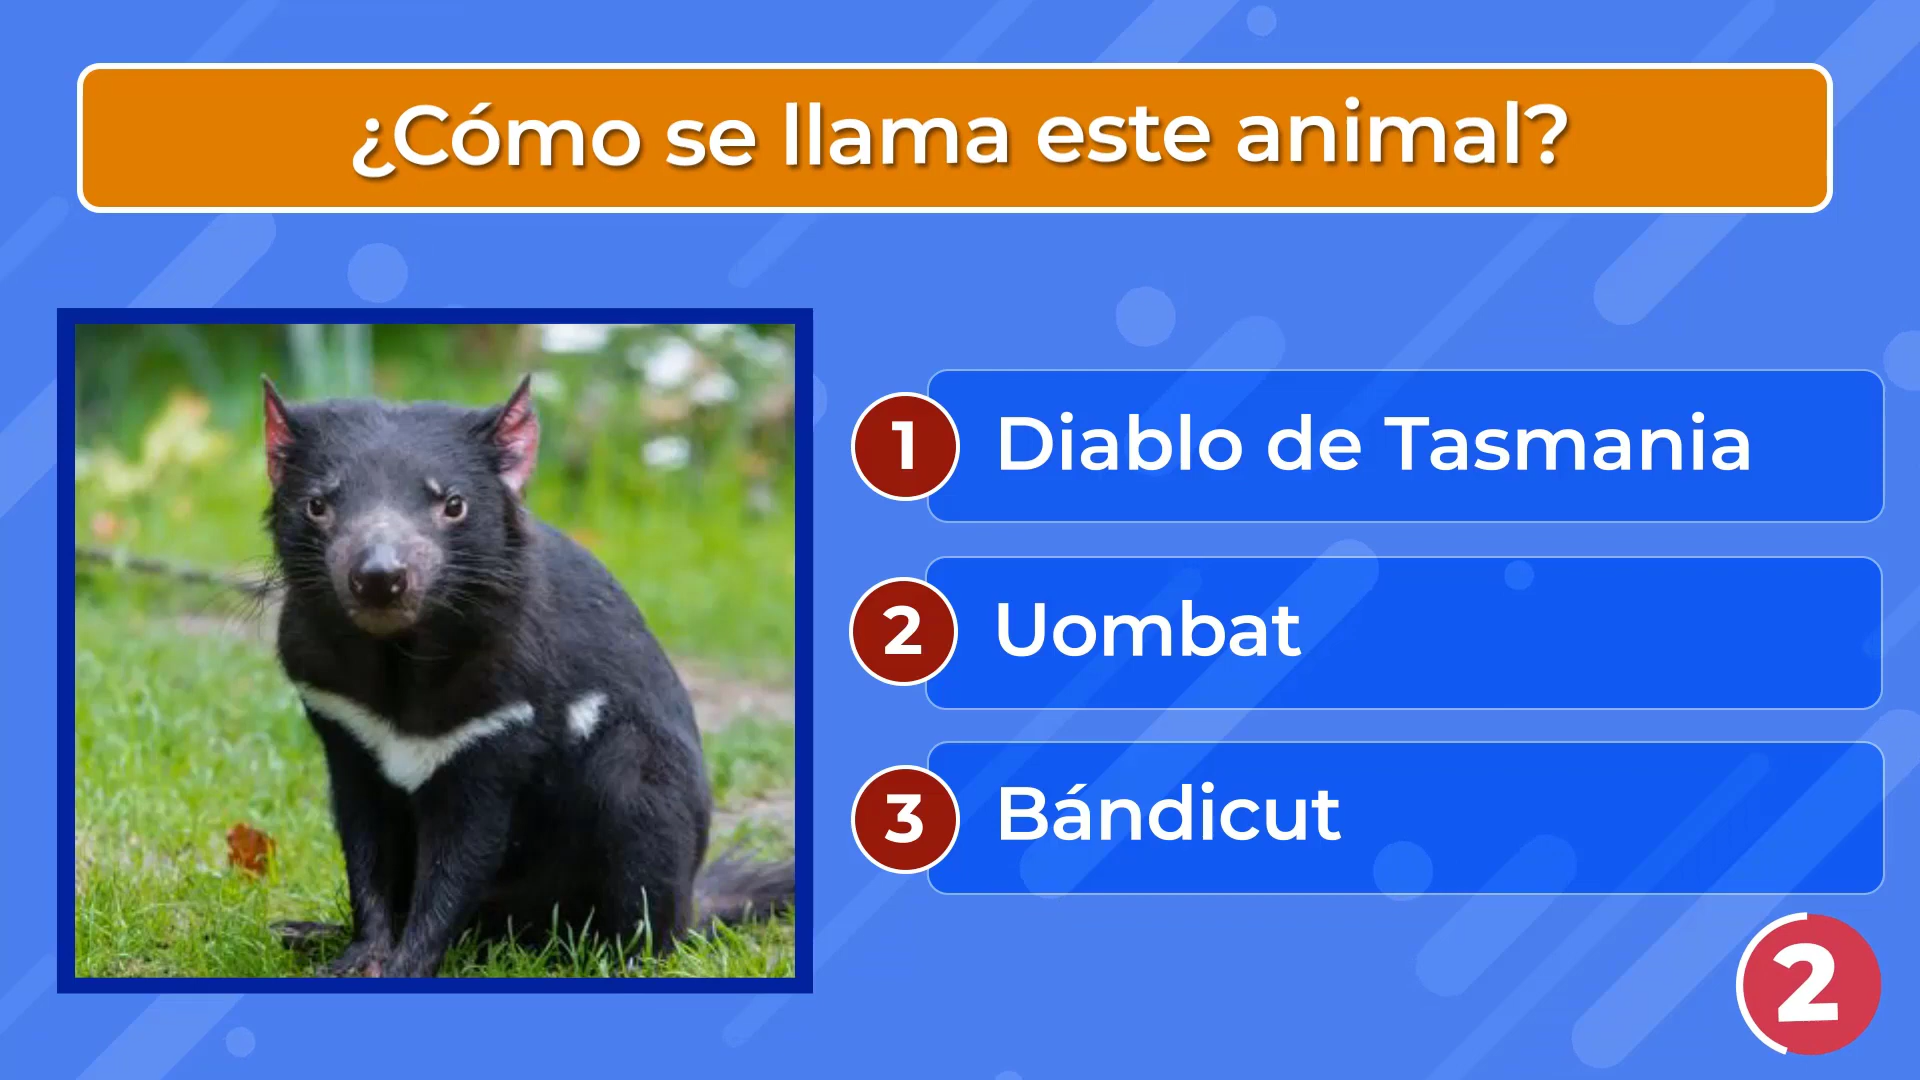 ¿Cómo se llama este animal?
1 Diablo de Tasmania
2 Uombat
3 Bándicut
2